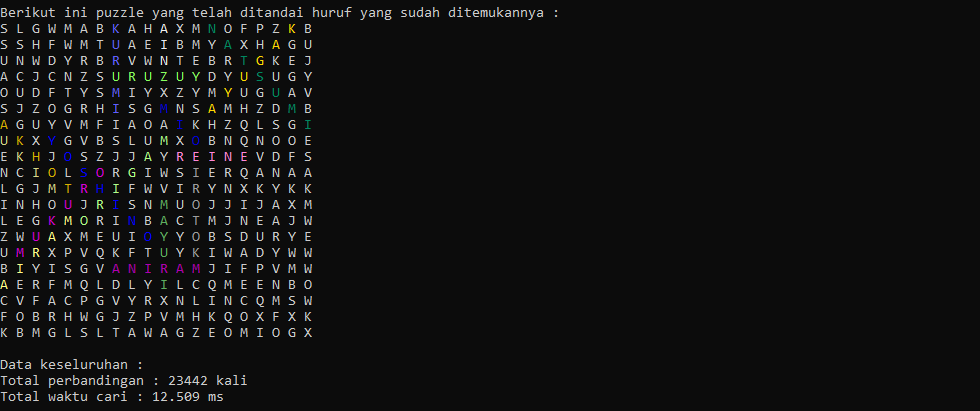 Berikut ini puzzle yang telah ditandai huruf yang sudah ditemukannya :
S L G W M A B K A H A X M N O F P Z K B
S S H F W M T U A E I B M Y A X H A G U
U N W D Y R B R V W N T E B R T G K E J
A C J C N Z S U R U Z U Y D Y U S U G Y
O U D F T Y S M I Y X Z Y M Y U G U A V
S J Z O G R H I S G M N S A M H Z D M B
A G U Y V M F I A O A I K H Z Q L S G I
U K X Y G V B S L U M X O B N Q N O O E
E K H J O S Z J J A Y R E I N E V D F S
N C I O L S O R G I W S I E R Q A N A A
L G J M T R H I F W V I R Y N X K Y K K
I N H O U J R I S N M U O J J I J A X M
L E G K M O R I N B A C T M J N E A J W
Z W U A X M E U I O Y Y O B S D U R Y E
U M R X P V Q K F T U Y K I W A D Y W W
B I Y I S G V A N I R A M J I F P V M W
A E R F M Q L D L Y I L C Q M E E N B O
C V F A C P G V Y R X N L I N C Q M S W
F O B R H W G J Z P V M H K Q O X F X K
K B M G L S L T A W A G Z E O M I O G X
Data keseluruhan :
Total perbandingan : 23442 kali
Total waktu cari : 12.509 ms